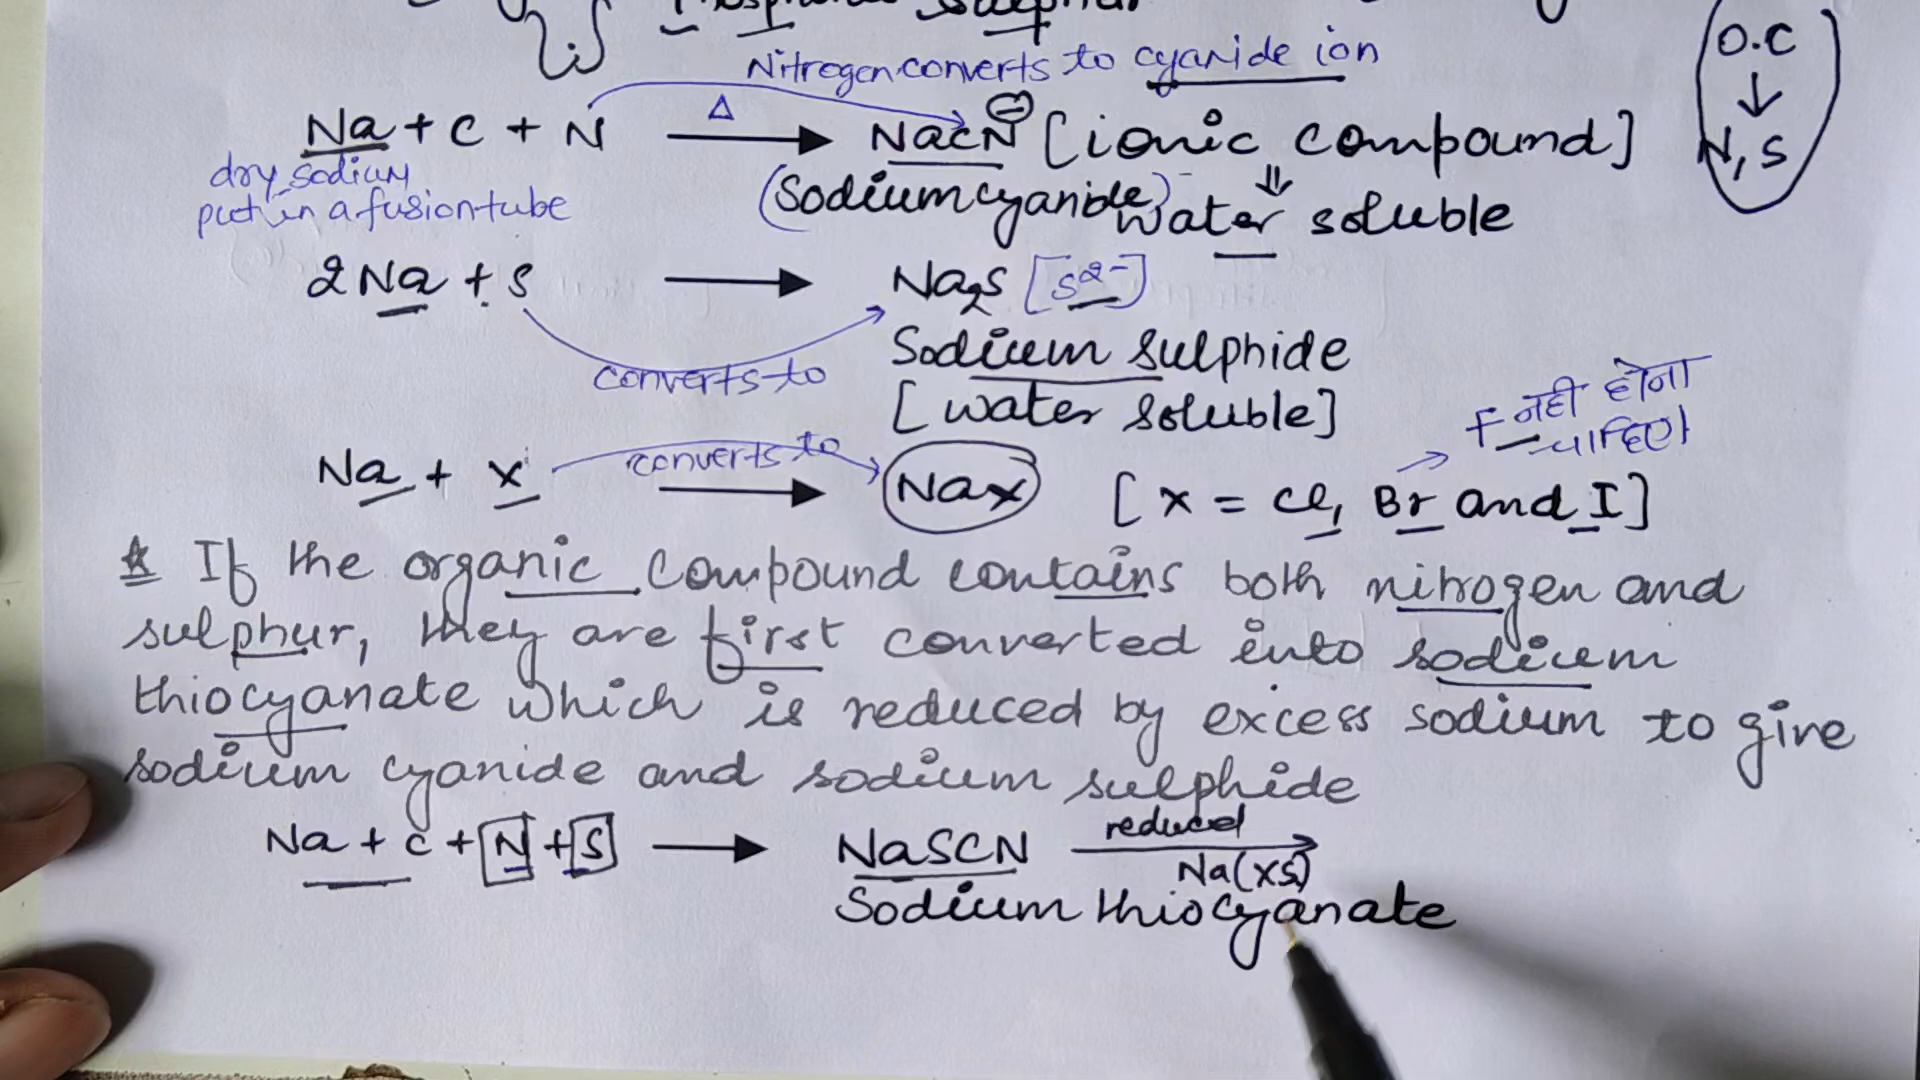 Phosphorus Sulphur
O.C
↓
N, S
Nitrogen converts to cyanide ion
Na + C + N —Δ→ NaCN⊖ [ionic compound]
dry sodium
put in a fusion tube
(Sodium cyanide)
⇓
water soluble
2Na + S → Na₂S [S²⁻]
converts to
Sodium sulphide
[water soluble]
F नही होना
चाहिए।
Na + X converts to → NaX [X = Cl, Br and I]
* If the organic compound contains both nitrogen and
sulphur, they are first converted into sodium
thiocyanate which is reduced by excess sodium to give
sodium cyanide and sodium sulphide
reduced
Na + C + N + S → NaSCN →
Na(XS)
Sodium thiocyanate